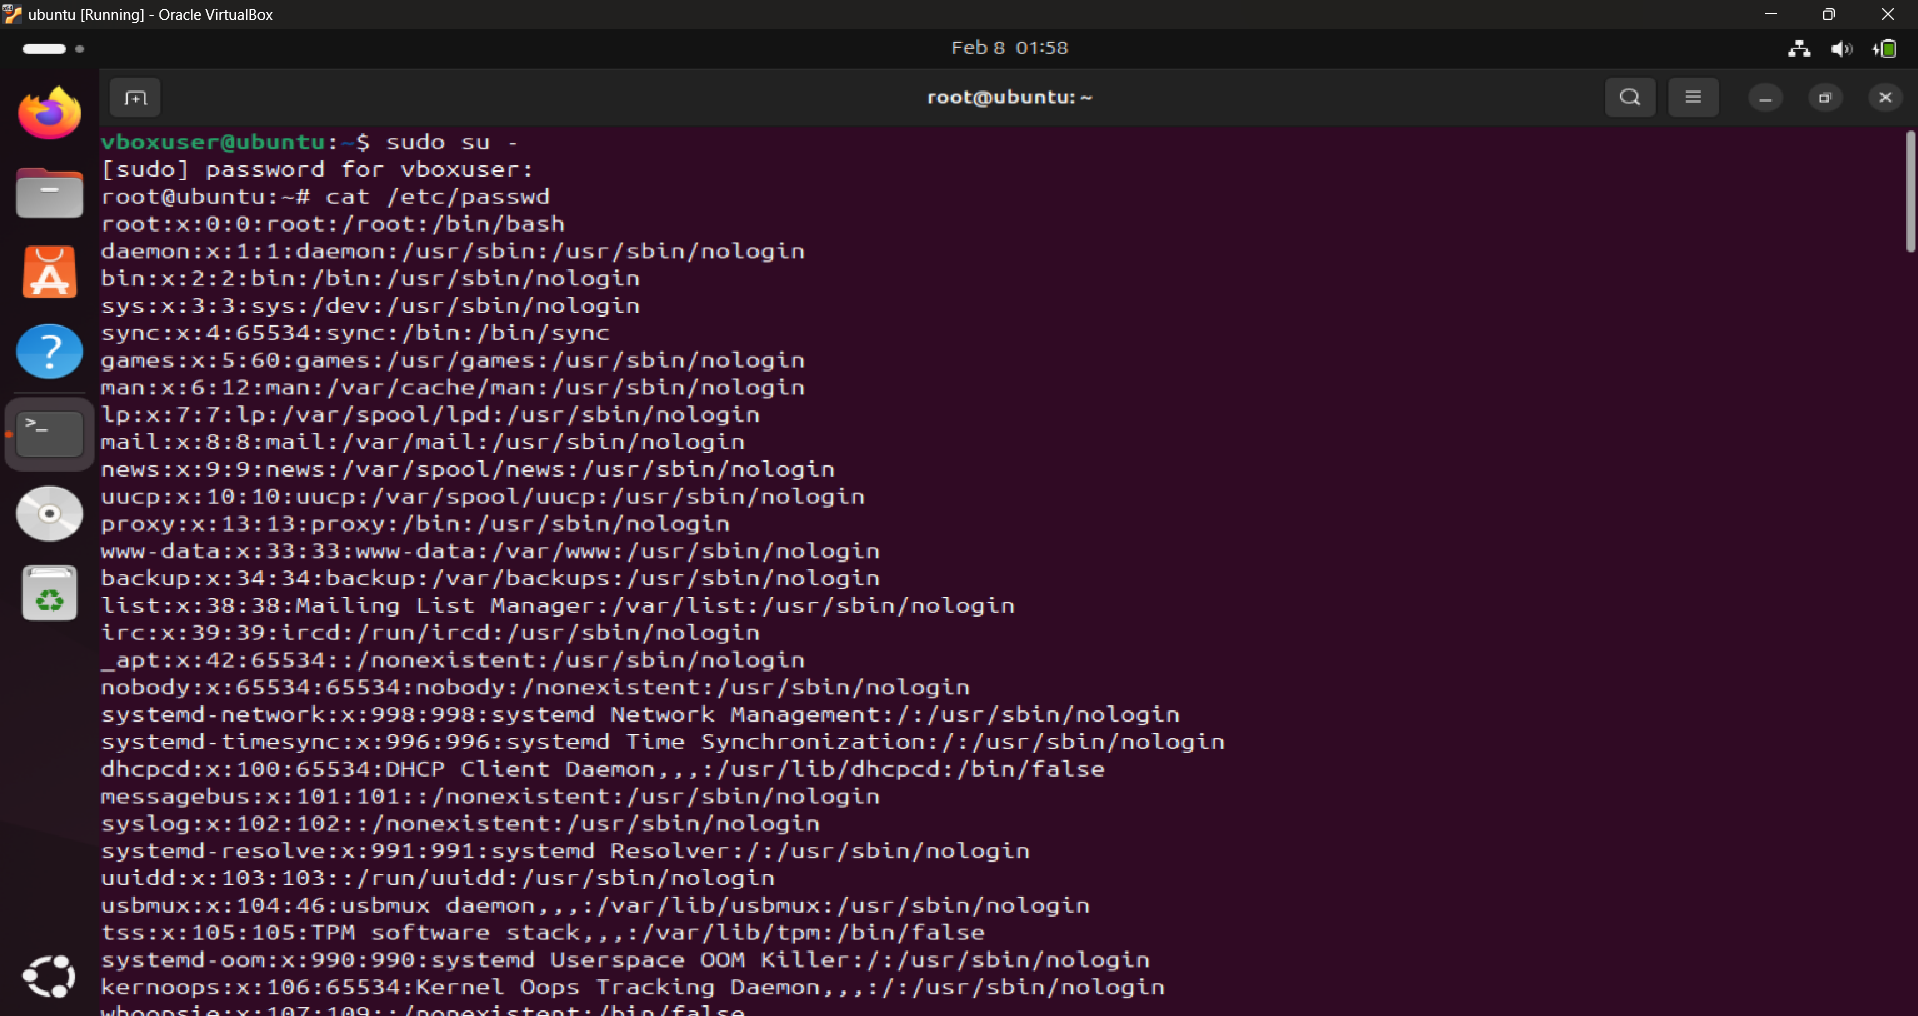 ubuntu [Running] - Oracle VirtualBox
Feb 8 01:58
root@ubuntu: ~
vboxuser@ubuntu:~$ sudo su -
[sudo] password for vboxuser:
root@ubuntu:~# cat /etc/passwd
root:x:0:0:root:/root:/bin/bash
daemon:x:1:1:daemon:/usr/sbin:/usr/sbin/nologin
bin:x:2:2:bin:/bin:/usr/sbin/nologin
sys:x:3:3:sys:/dev:/usr/sbin/nologin
sync:x:4:65534:sync:/bin:/bin/sync
games:x:5:60:games:/usr/games:/usr/sbin/nologin
man:x:6:12:man:/var/cache/man:/usr/sbin/nologin
lp:x:7:7:lp:/var/spool/lpd:/usr/sbin/nologin
mail:x:8:8:mail:/var/mail:/usr/sbin/nologin
news:x:9:9:news:/var/spool/news:/usr/sbin/nologin
uucp:x:10:10:uucp:/var/spool/uucp:/usr/sbin/nologin
proxy:x:13:13:proxy:/bin:/usr/sbin/nologin
www-data:x:33:33:www-data:/var/www:/usr/sbin/nologin
backup:x:34:34:backup:/var/backups:/usr/sbin/nologin
list:x:38:38:Mailing List Manager:/var/list:/usr/sbin/nologin
irc:x:39:39:ircd:/run/ircd:/usr/sbin/nologin
_apt:x:42:65534::/nonexistent:/usr/sbin/nologin
nobody:x:65534:65534:nobody:/nonexistent:/usr/sbin/nologin
systemd-network:x:998:998:systemd Network Management:/:/usr/sbin/nologin
systemd-timesync:x:996:996:systemd Time Synchronization:/:/usr/sbin/nologin
dhcpcd:x:100:65534:DHCP Client Daemon,,,:/usr/lib/dhcpcd:/bin/false
messagebus:x:101:101::/nonexistent:/usr/sbin/nologin
syslog:x:102:102::/nonexistent:/usr/sbin/nologin
systemd-resolve:x:991:991:systemd Resolver:/:/usr/sbin/nologin
uuidd:x:103:103::/run/uuidd:/usr/sbin/nologin
usbmux:x:104:46:usbmux daemon,,,:/var/lib/usbmux:/usr/sbin/nologin
tss:x:105:105:TPM software stack,,,:/var/lib/tpm:/bin/false
systemd-oom:x:990:990:systemd Userspace OOM Killer:/:/usr/sbin/nologin
kernoops:x:106:65534:Kernel Oops Tracking Daemon,,,:/:/usr/sbin/nologin
whoopsie:x:107:109::/nonexistent:/bin/false